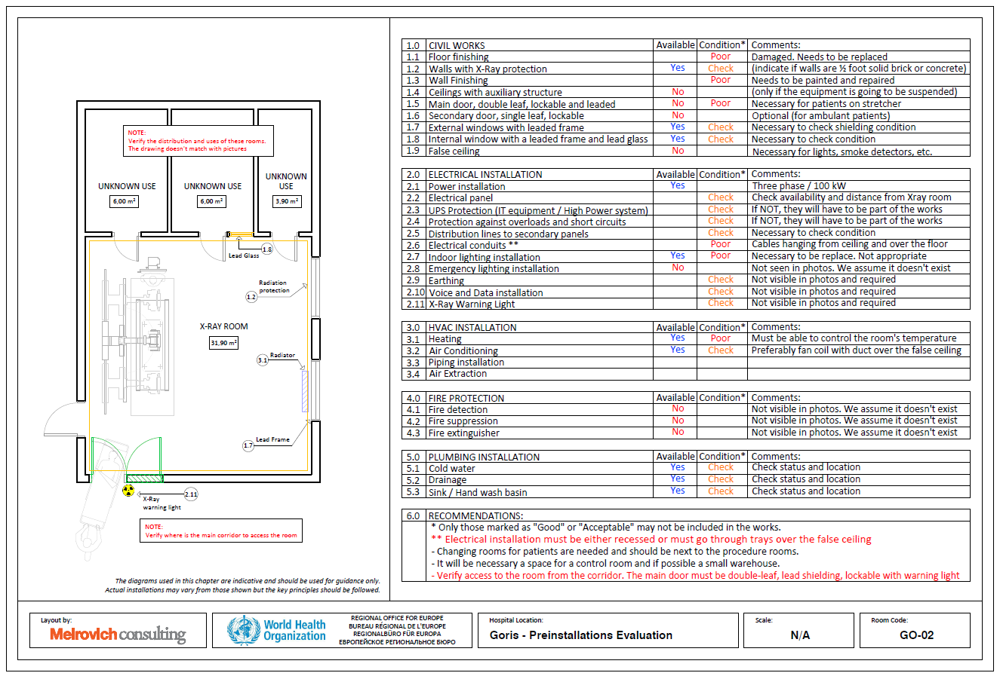 NOTE:
Verify the distribution and uses of these rooms.
The drawing doesn't match with pictures
UNKNOWN USE
6,00 m²
UNKNOWN USE
6,00 m²
UNKNOWN
USE
3,90 m²
1.8
Lead Glass
Radiation
protection
1.2
X-RAY ROOM
31,90 m²
Radiator
3.1
Lead Frame
1.7
2.11
X-Ray
warning light
NOTE:
Verify where is the main corridor to access the room
The diagrams used in this chapter are indicative and should be used for guidance only.
Actual installations may vary from those shown but the key principles should be followed.
1.0 CIVIL WORKS Available Condition* Comments:
1.1 Floor finishing Poor Damaged. Needs to be replaced
1.2 Walls with X-Ray protection Yes Check (indicate if walls are ½ foot solid brick or concrete)
1.3 Wall Finishing Poor Needs to be painted and repaired
1.4 Ceilings with auxiliary structure No (only if the equipment is going to be suspended)
1.5 Main door, double leaf, lockable and leaded No Poor Necessary for patients on stretcher
1.6 Secondary door, single leaf, lockable No Optional (for ambulant patients)
1.7 External windows with leaded frame Yes Check Necessary to check shielding condition
1.8 Internal window with a leaded frame and lead glass Yes Check Necessary to check condition
1.9 False ceiling No Necessary for lights, smoke detectors, etc.
2.0 ELECTRICAL INSTALLATION Available Condition* Comments:
2.1 Power installation Yes Three phase / 100 kW
2.2 Electrical panel Check Check availability and distance from Xray room
2.3 UPS Protection (IT equipment / High Power system) Check If NOT, they will have to be part of the works
2.4 Protection against overloads and short circuits Check If NOT, they will have to be part of the works
2.5 Distribution lines to secondary panels Check Necessary to check condition
2.6 Electrical conduits ** Poor Cables hanging from ceiling and over the floor
2.7 Indoor lighting installation Yes Poor Necessary to be replace. Not appropriate
2.8 Emergency lighting installation No Not seen in photos. We assume it doesn't exist
2.9 Earthing Check Not visible in photos and required
2.10 Voice and Data installation Check Not visible in photos and required
2.11 X-Ray Warning Light Check Not visible in photos and required
3.0 HVAC INSTALLATION Available Condition* Comments:
3.1 Heating Yes Poor Must be able to control the room's temperature
3.2 Air Conditioning Yes Check Preferably fan coil with duct over the false ceiling
3.3 Piping installation
3.4 Air Extraction
4.0 FIRE PROTECTION Available Condition* Comments:
4.1 Fire detection No Not visible in photos. We assume it doesn't exist
4.2 Fire suppression No Not visible in photos. We assume it doesn't exist
4.3 Fire extinguisher No Not visible in photos. We assume it doesn't exist
5.0 PLUMBING INSTALLATION Available Condition* Comments:
5.1 Cold water Yes Check Check status and location
5.2 Drainage Yes Check Check status and location
5.3 Sink / Hand wash basin Yes Check Check status and location
6.0 RECOMMENDATIONS:
* Only those marked as "Good" or "Acceptable" may not be included in the works.
** Electrical installation must be either recessed or must go through trays over the false ceiling
- Changing rooms for patients are needed and should be next to the procedure rooms.
- It will be necessary a space for a control room and if possible a small warehouse.
- Verify access to the room from the corridor. The main door must be double-leaf, lead shielding, lockable with warning light
Layout by:
Melrovich consulting
World Health
Organization
REGIONAL OFFICE FOR EUROPE
BUREAU RÉGIONAL DE L'EUROPE
REGIONALBÜRO FÜR EUROPA
ЕВРОПЕЙСКОЕ РЕГИОНАЛЬНОЕ БЮРО
Hospital Location:
Goris - Preinstallations Evaluation
Scale:
N/A
Room Code:
GO-02